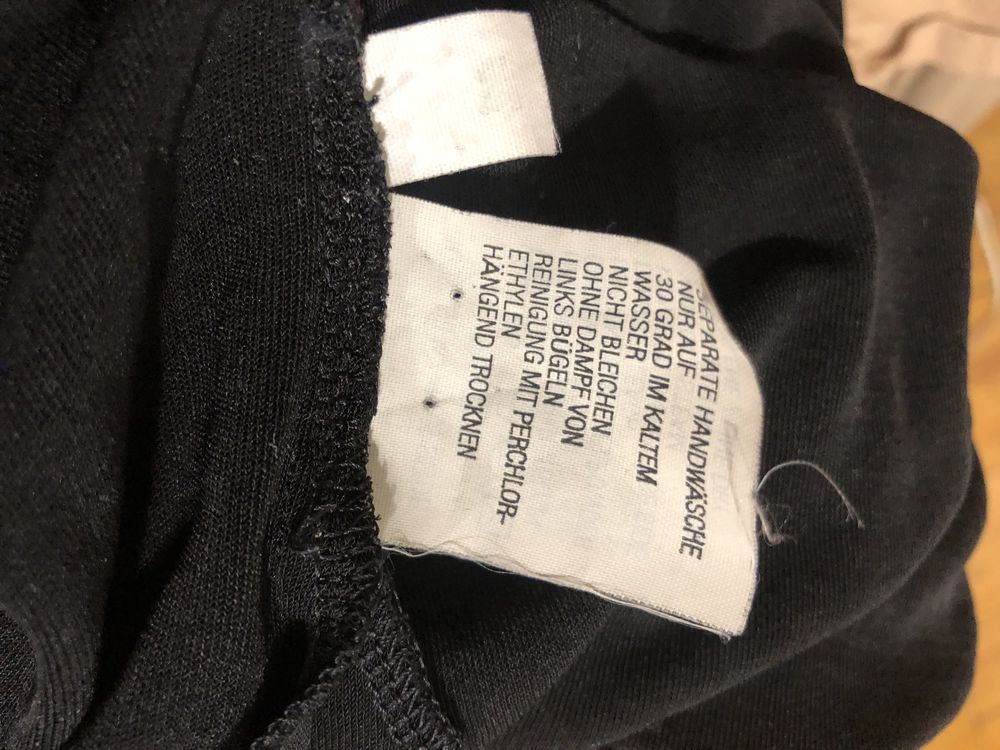 SEPARATE HANDWÄSCHE
NUR AUF
30 GRAD IM KALTEM
WASSER
NICHT BLEICHEN
OHNE DAMPF VON
LINKS BÜGELN
REINIGUNG MIT PERCHLOR-
ETHYLEN
HÄNGEND TROCKNEN